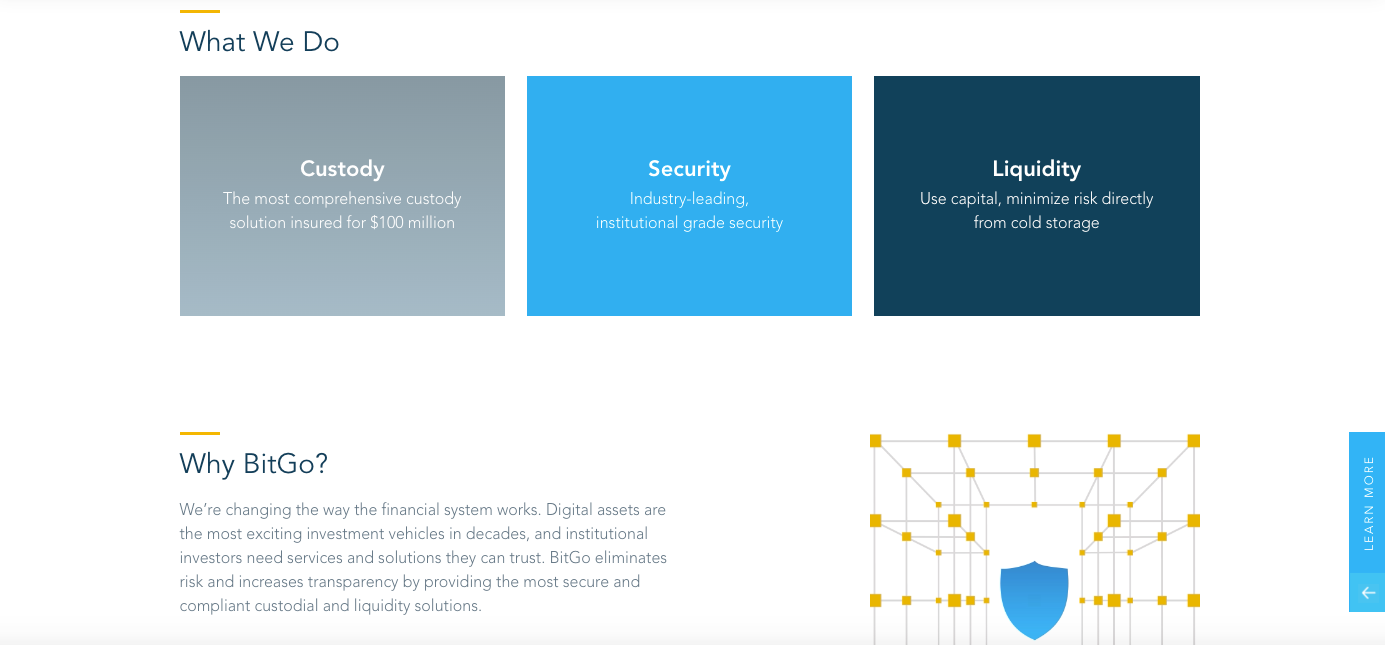 What We Do
Custody
The most comprehensive custody
solution insured for $100 million
Security
Industry-leading,
institutional grade security
Liquidity
Use capital, minimize risk directly
from cold storage
Why BitGo?
We’re changing the way the financial system works. Digital assets are
the most exciting investment vehicles in decades, and institutional
investors need services and solutions they can trust. BitGo eliminates
risk and increases transparency by providing the most secure and
compliant custodial and liquidity solutions.
LEARN MORE